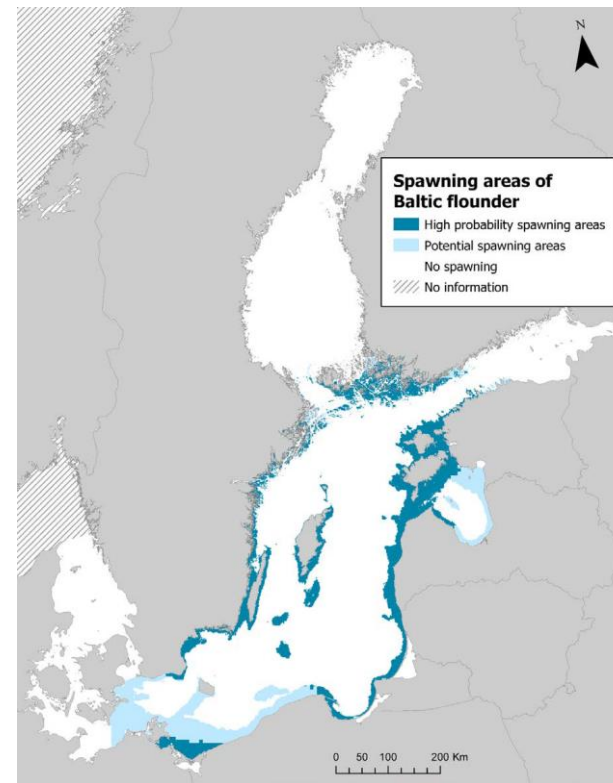 N
Spawning areas of
Baltic flounder
High probability spawning areas
Potential spawning areas
No spawning
No information
0 50 100 200 Km